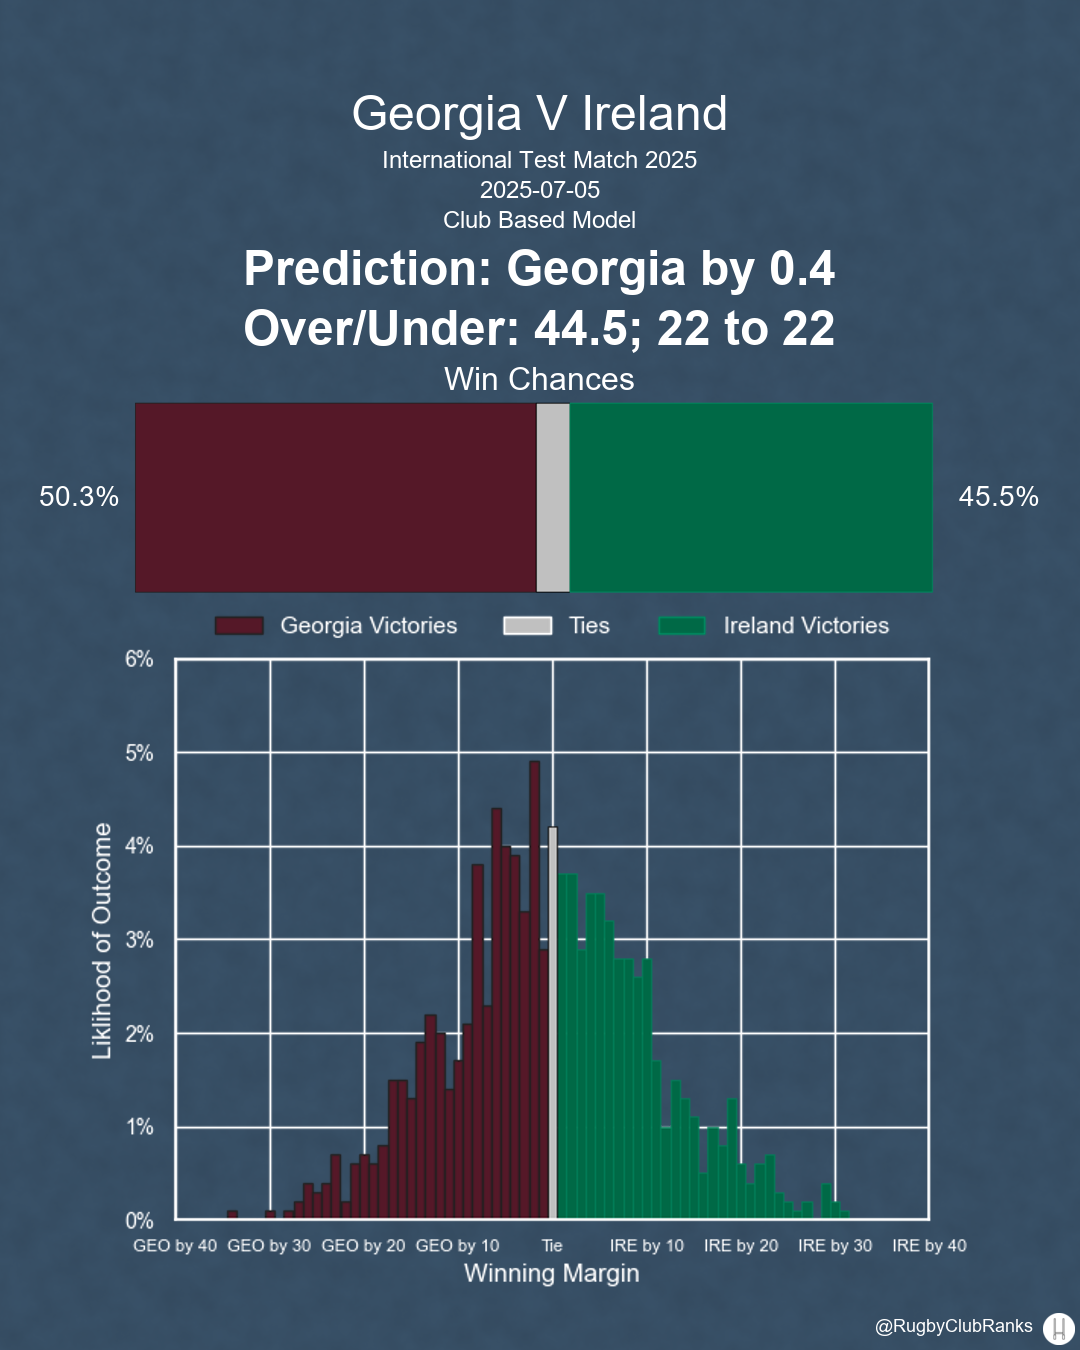 Georgia V Ireland
International Test Match 2025
2025-07-05
Club Based Model
Prediction: Georgia by 0.4
Over/Under: 44.5; 22 to 22
Win Chances
50.3%
45.5%
Georgia Victories
Ties
Ireland Victories
6%
5%
4%
3%
2%
1%
0%
Liklihood of Outcome
GEO by 40 GEO by 30 GEO by 20 GEO by 10 Tie IRE by 10 IRE by 20 IRE by 30 IRE by 40
Winning Margin
@RugbyClubRanks